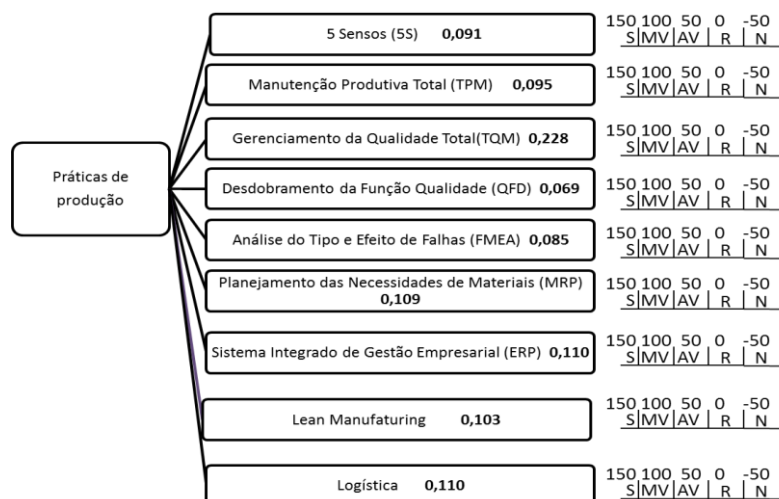 150 100 50 0 -50
5 Sensos (5S) 0,091
S|MV|AV| R | N
150 100 50 0 -50
Manutenção Produtiva Total (TPM) 0,095
S|MV|AV| R | N
150 100 50 0 -50
Gerenciamento da Qualidade Total(TQM) 0,228
S|MV|AV| R | N
Práticas de
produção
150 100 50 0 -50
Desdobramento da Função Qualidade (QFD) 0,069
S|MV|AV| R | N
150 100 50 0 -50
Análise do Tipo e Efeito de Falhas (FMEA) 0,085
S|MV|AV| R | N
Planejamento das Necessidades de Materiais (MRP)
0,109
150 100 50 0 -50
S|MV|AV| R | N
150 100 50 0 -50
Sistema Integrado de Gestão Empresarial (ERP) 0,110
S|MV|AV| R | N
150 100 50 0 -50
Lean Manufaturing 0,103
S|MV|AV| R | N
150 100 50 0 -50
Logística 0,110
S|MV|AV| R | N